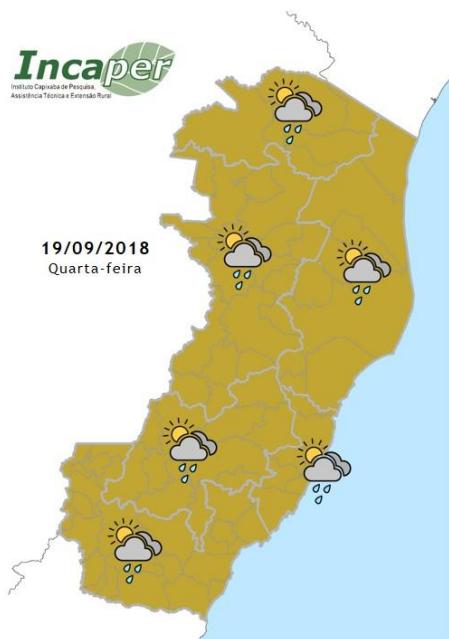 Incaper
Instituto Capixaba de Pesquisa,
Assistência Técnica e Extensão Rural
19/09/2018
Quarta-feira